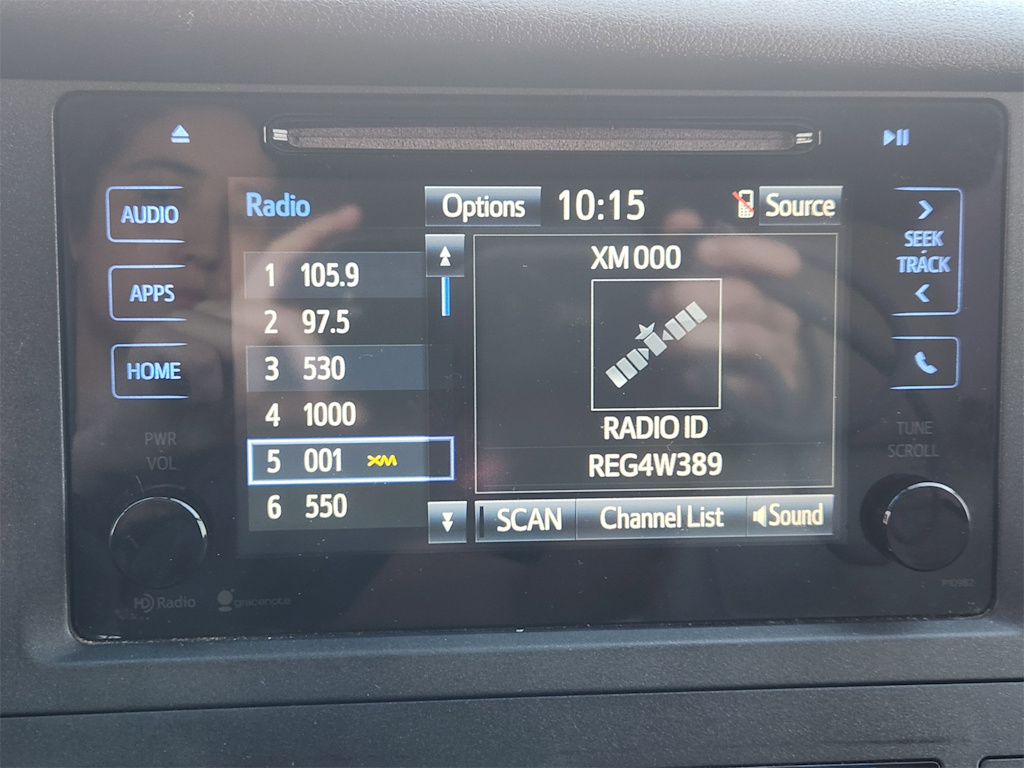 AUDIO
APPS
HOME
PWR
VOL
Radio
Options
10:15
Source
1 105.9
2 97.5
3 530
4 1000
5 001 XM
6 550
XM 000
RADIO ID
REG4W389
SCAN
Channel List
Sound
SEEK
TRACK
TUNE
SCROLL
HD Radio
gracenote